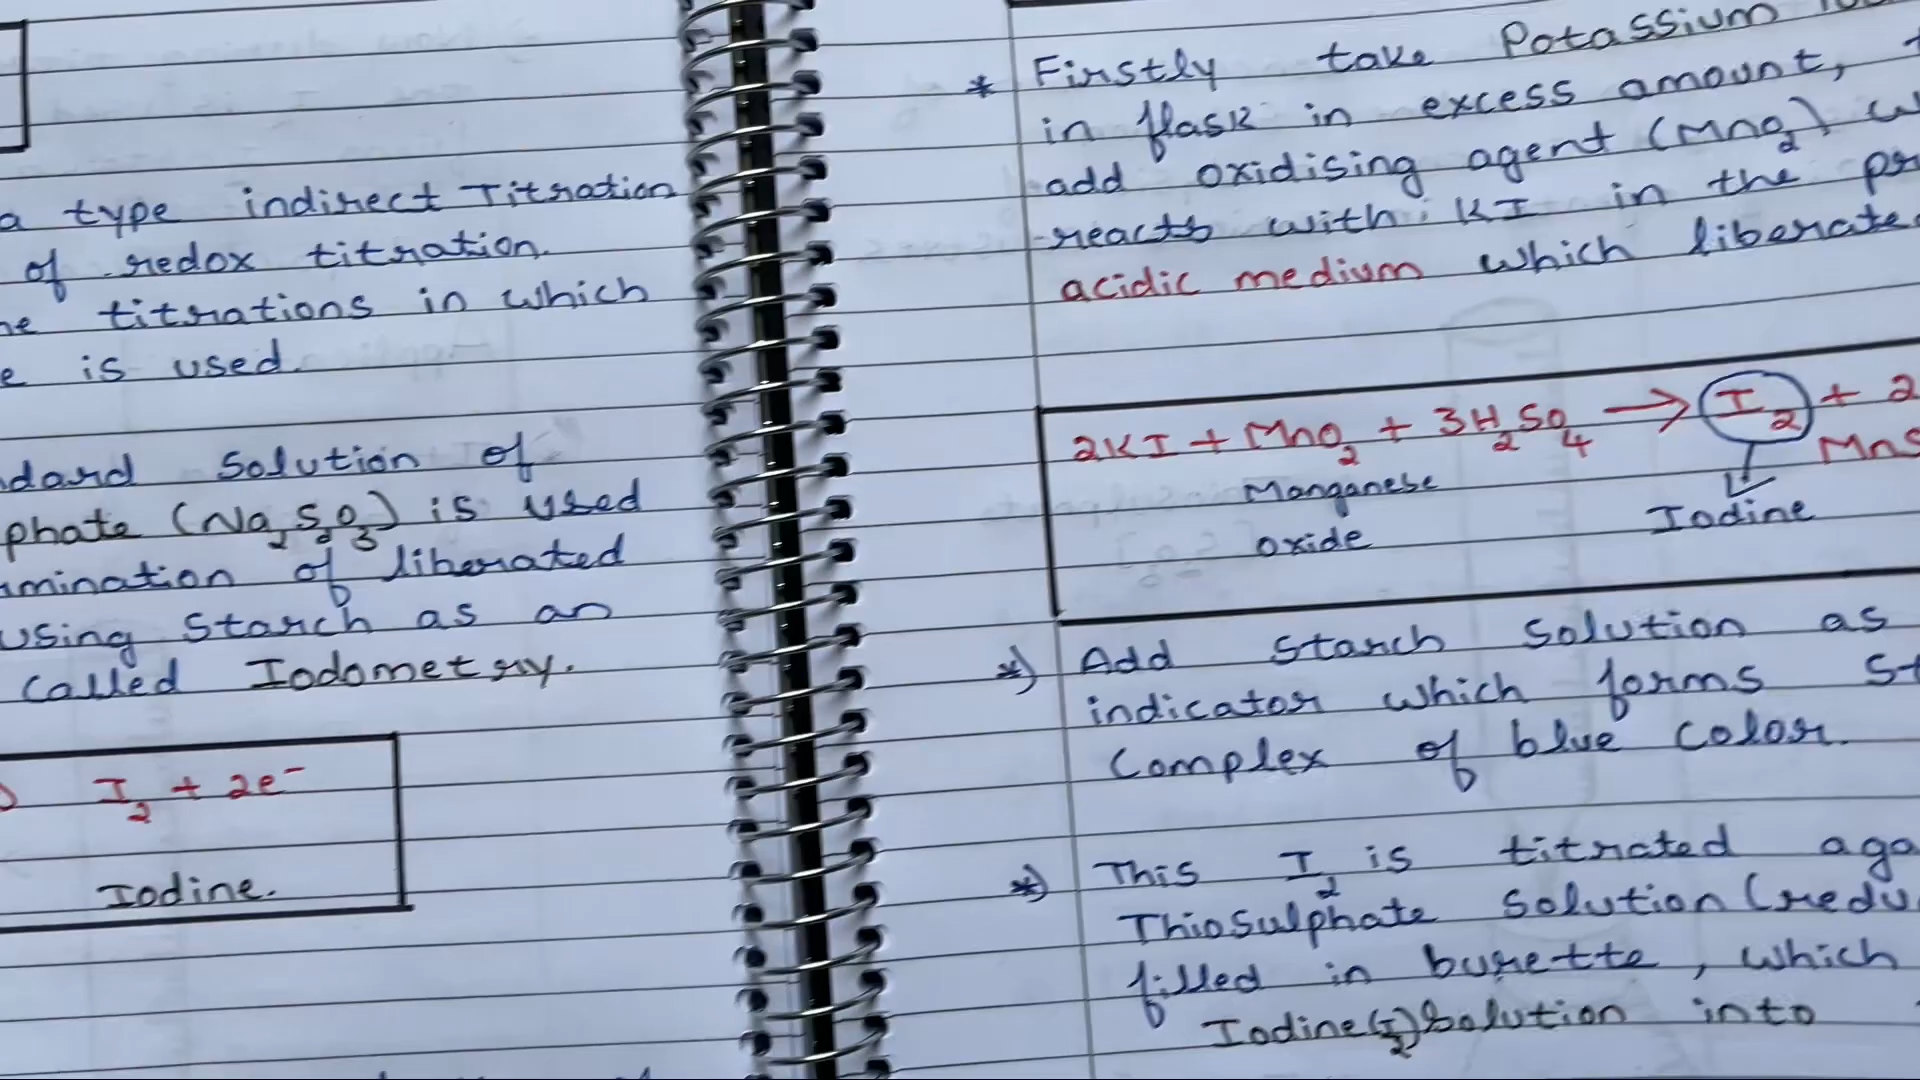 a type indirect Titration
of redox titration.
titrations in which
is used.
Solution of
phate (Na2S2O3) is used
of liberated
using starch as an
called Iodometry.
I2 + 2e-
Iodine.
* Firstly take Potassium
in flask in excess amount,
add oxidising agent (MnO2)
reacts with KI in the
acidic medium which liberate
2KI + MnO2 + 3H2SO4 → I2 + 2
Manganese
oxide
Iodine
*) Add starch solution as
indicator which forms
Complex of blue color.
*) This I2 is titrated
Thiosulphate solution
filled in burette, which
Iodine(I2) Solution into